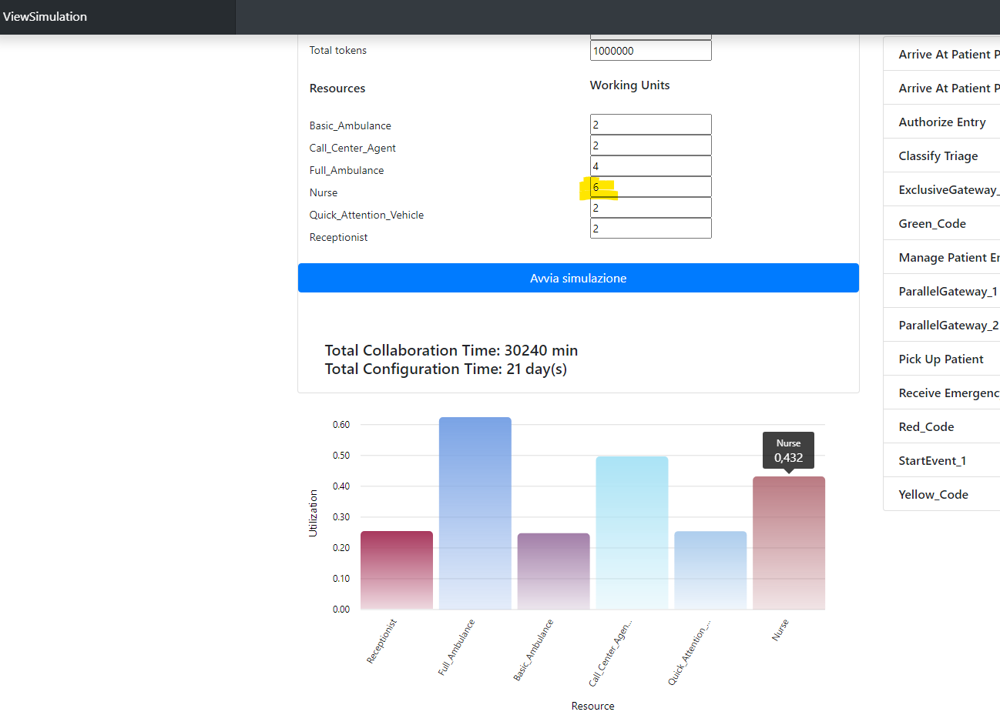 ViewSimulation
Total tokens 1000000
Resources Working Units
Basic_Ambulance 2
Call_Center_Agent 2
Full_Ambulance 4
Nurse 6
Quick_Attention_Vehicle 2
Receptionist 2
Avvia simulazione
Total Collaboration Time: 30240 min
Total Configuration Time: 21 day(s)
Utilization
0.60
0.50
0.40
0.30
0.20
0.10
0.00
Nurse
0,432
Receptionist
Full_Ambulance
Basic_Ambulance
Call_Center_Agen...
Quick_Attention_...
Nurse
Resource
Arrive At Patient P
Arrive At Patient P
Authorize Entry
Classify Triage
ExclusiveGateway_
Green_Code
Manage Patient En
ParallelGateway_1
ParallelGateway_2
Pick Up Patient
Receive Emergenc
Red_Code
StartEvent_1
Yellow_Code